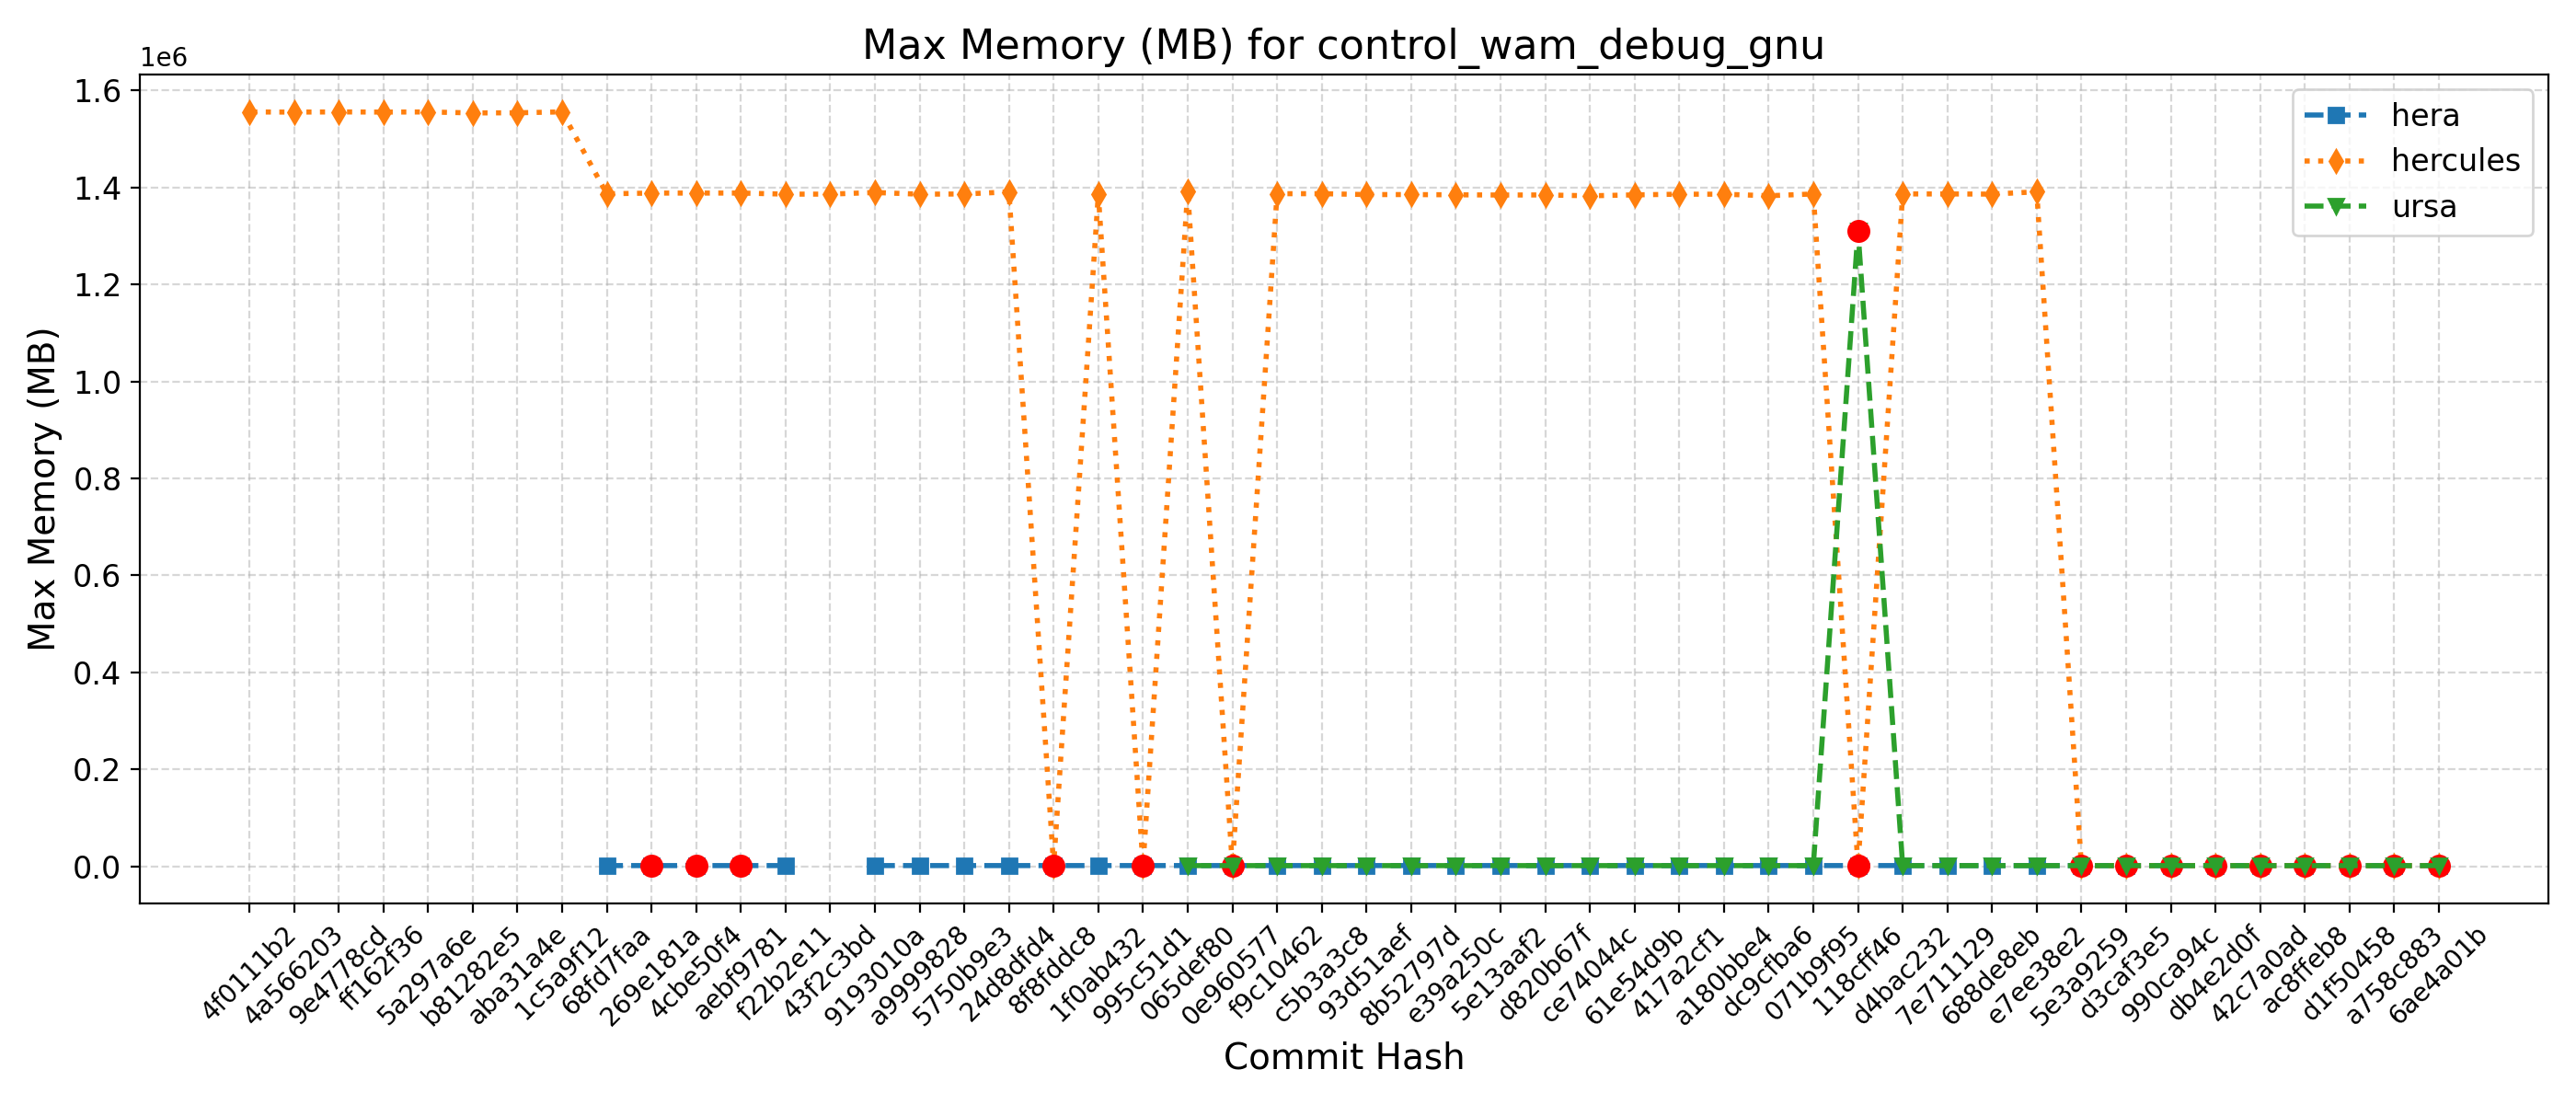 Max Memory (MB) for control_wam_debug_gnu
1e6
1.6
1.4
1.2
1.0
0.8
0.6
0.4
0.2
0.0
Max Memory (MB)
hera
hercules
ursa
4f0111b2
4a566203
9e4778cd
ff162f36
5a297a6e
b81282e5
aba31a4e
1c5a9f12
68fd7faa
269e181a
4cbe50f4
aebf9781
f22b2e11
43f2c3bd
9193010a
a9999828
5750b9e3
24d8dfd4
8f8fddc8
1f0ab432
995c51d1
065def80
0e960577
f9c10462
c5b3a3c8
93d51aef
8b52797d
e39a250c
5e13aaf2
d820b67f
ce74044c
61e54d9b
417a2cf1
a180bbe4
dc9cfba6
071b9f95
118cff46
d4bac232
7e711129
688de8eb
e7ee38e2
5e3a9259
d3caf3e5
990ca94c
db4e2d0f
42c7a0ad
ac8ffeb8
d1f50458
a758c883
6ae4a01b
Commit Hash